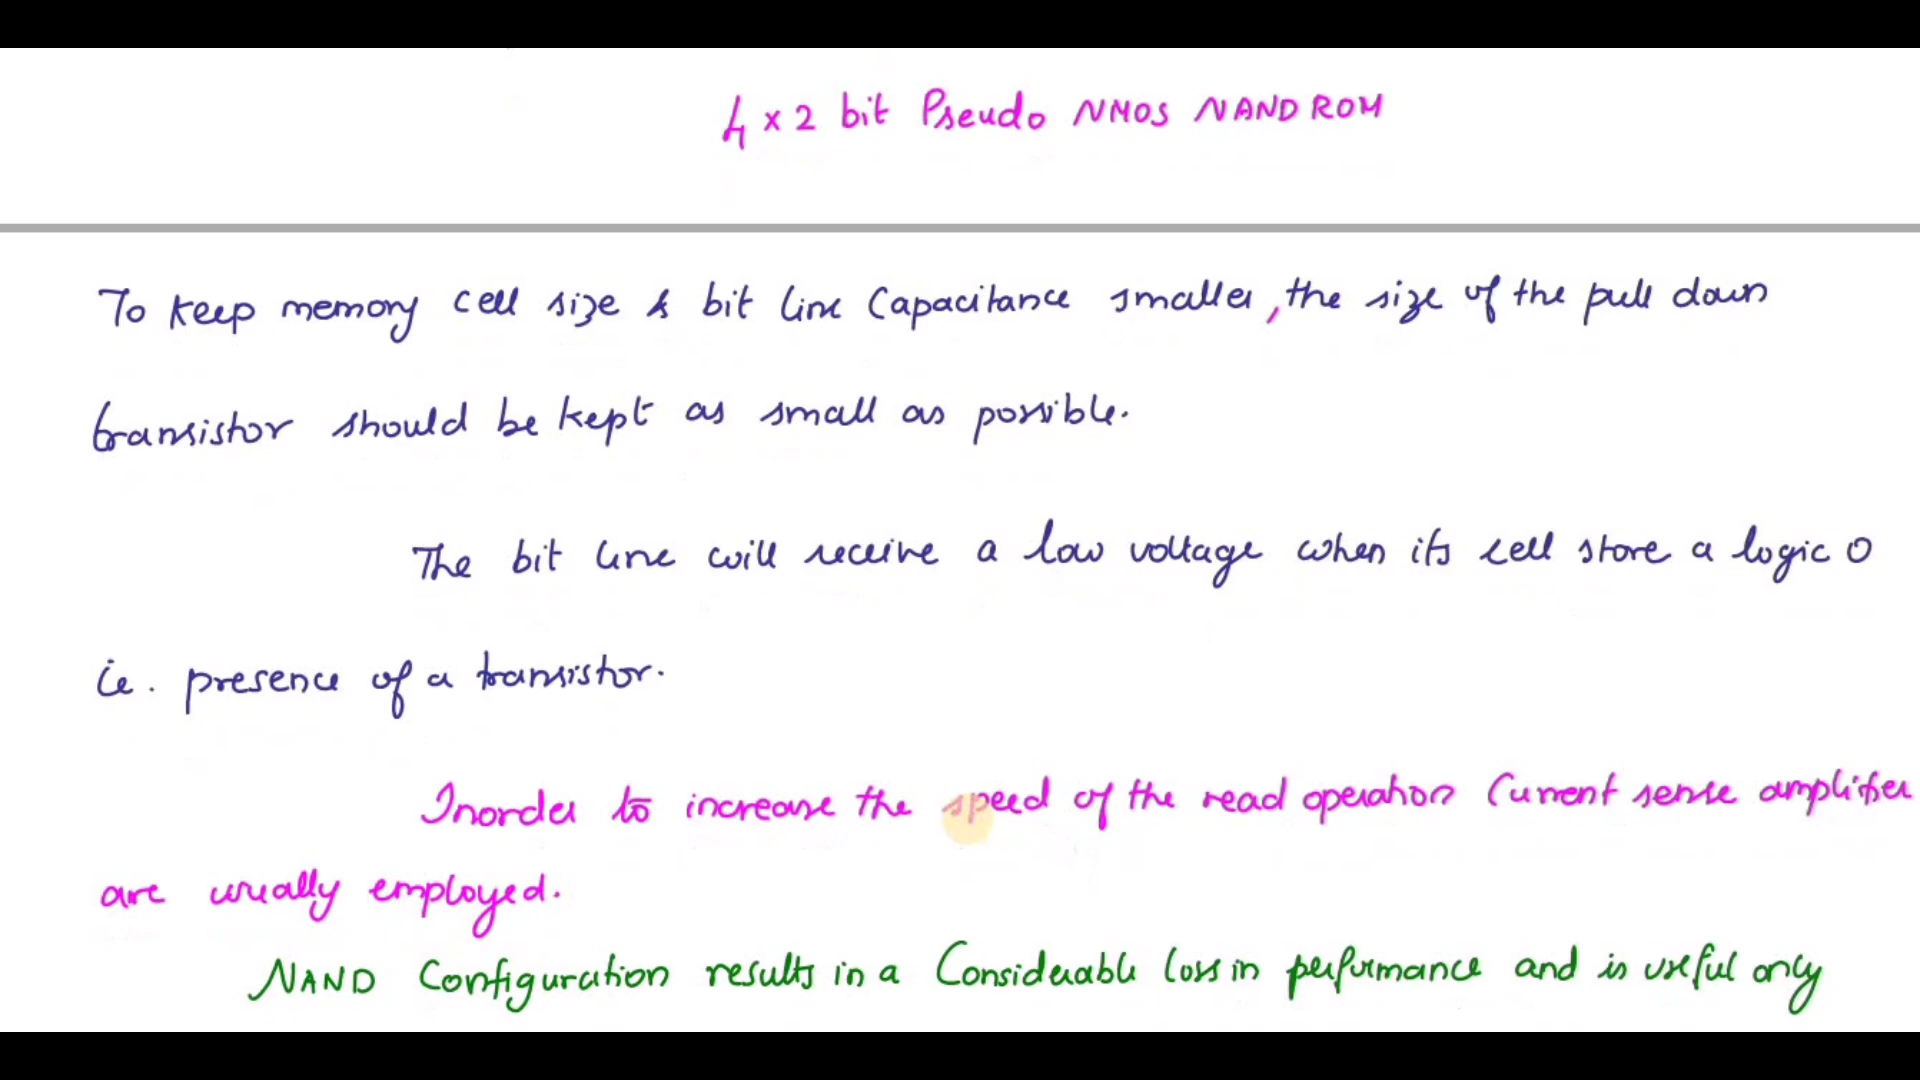 4 x 2 bit Pseudo NMOS NAND ROM
To keep memory cell size & bit line Capacitance smaller, the size of the pull down
transistor should be kept as small as possible.
The bit line will receive a low voltage when its cell store a logic 0
ie. presence of a transistor.
Inorder to increase the speed of the read operation Current sense amplifier
are usually employed.
NAND Configuration results in a Considerable loss in performance and is useful only